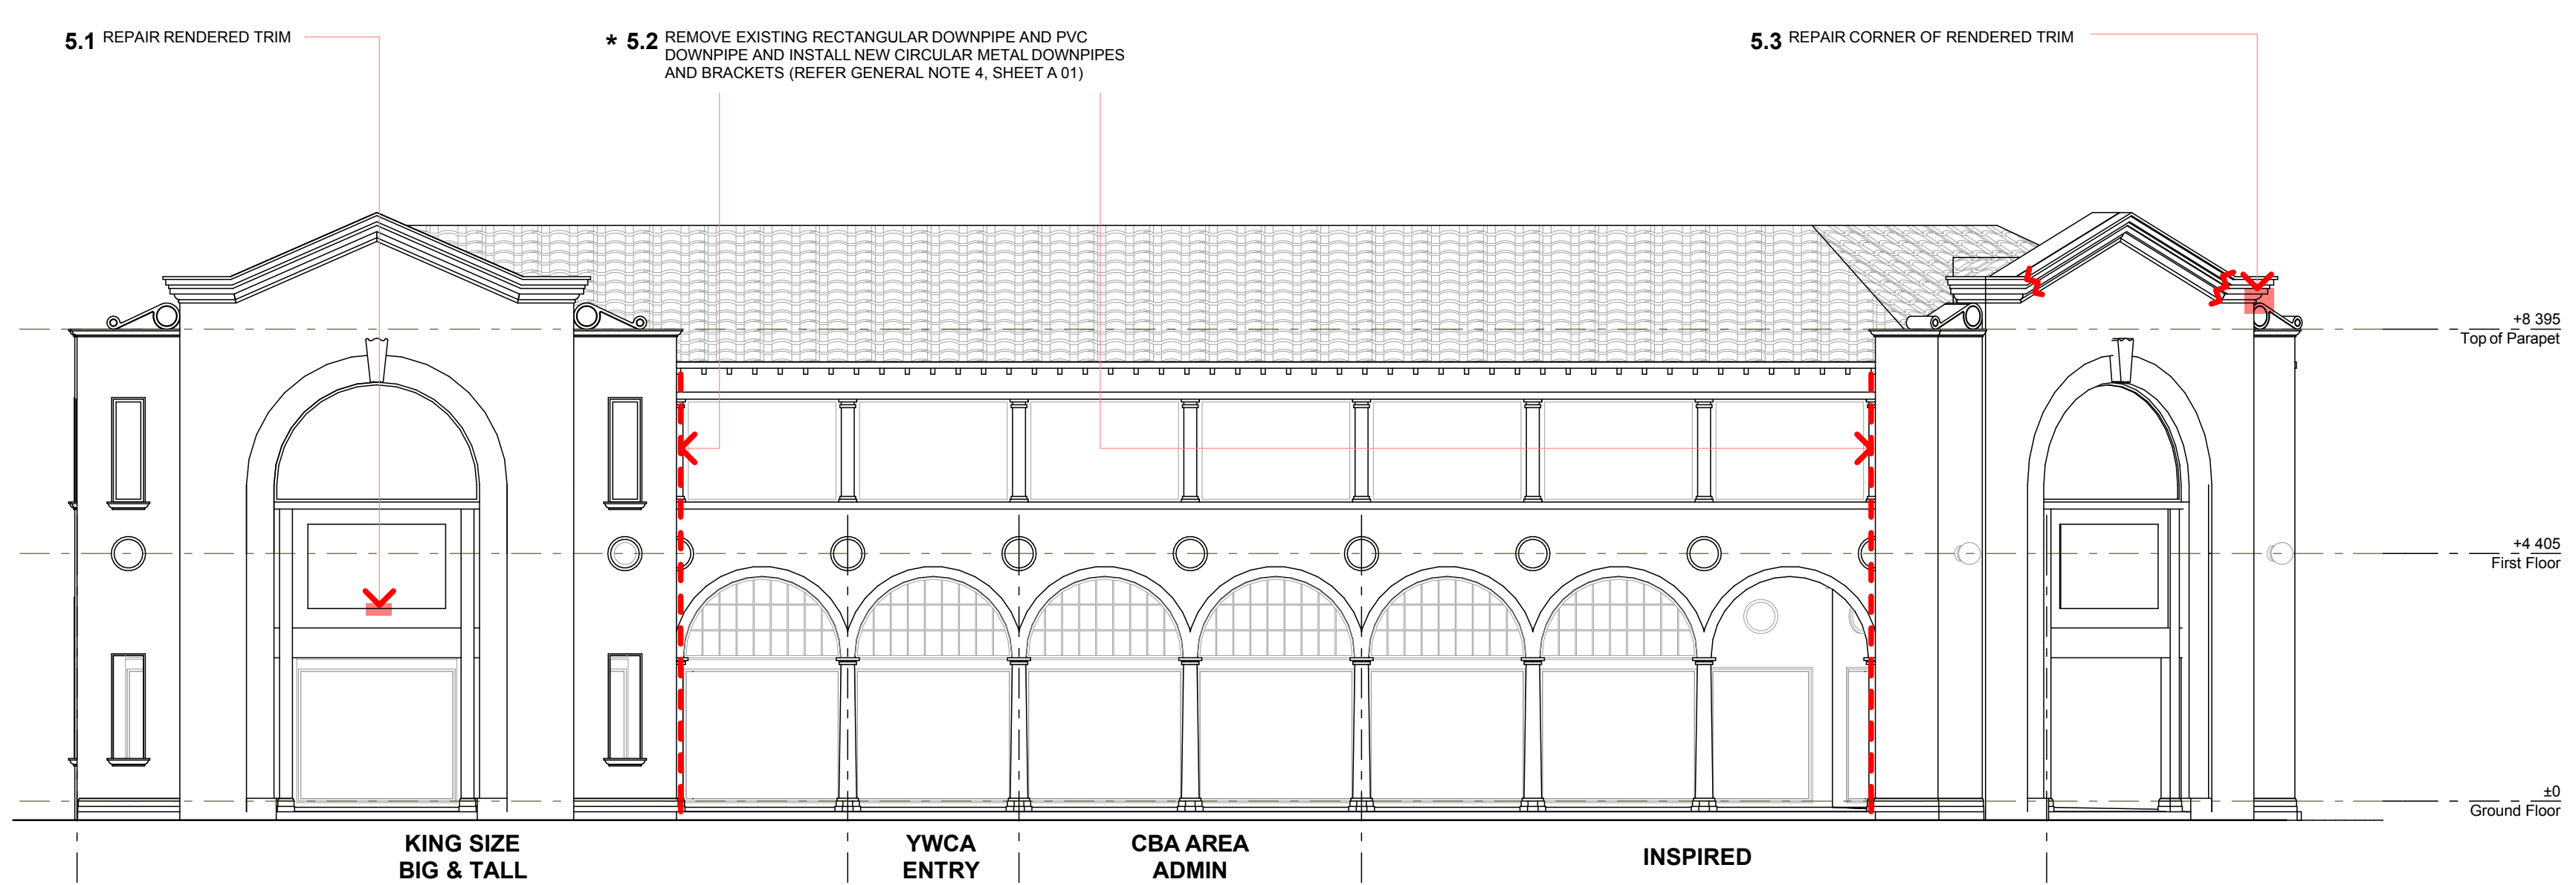 5.1 REPAIR RENDERED TRIM
* 5.2 REMOVE EXISTING RECTANGULAR DOWNPIPE AND PVC
DOWNPIPE AND INSTALL NEW CIRCULAR METAL DOWNPIPES
AND BRACKETS (REFER GENERAL NOTE 4, SHEET A 01)
5.3 REPAIR CORNER OF RENDERED TRIM
+8 395
Top of Parapet
+4 405
First Floor
±0
Ground Floor
KING SIZE
BIG & TALL
YWCA
ENTRY
CBA AREA
ADMIN
INSPIRED